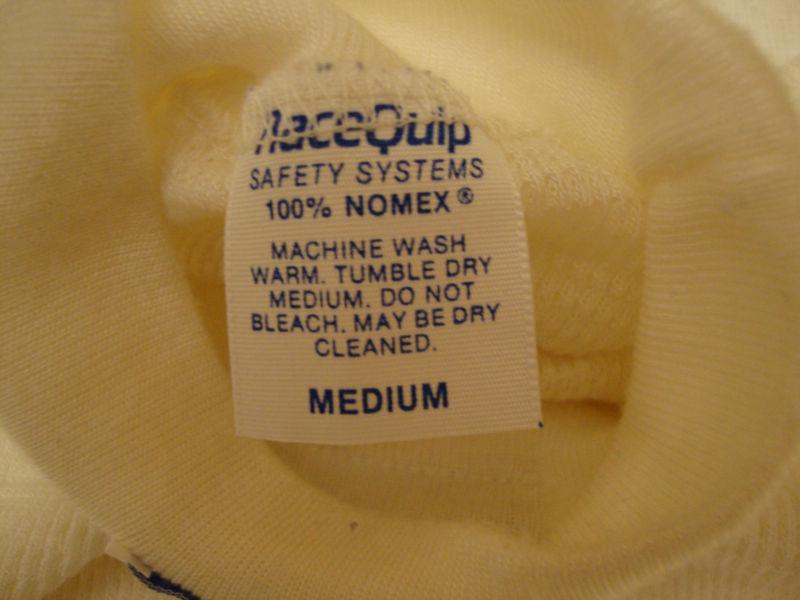 RaceQuip
SAFETY SYSTEMS
100% NOMEX®
MACHINE WASH
WARM. TUMBLE DRY
MEDIUM. DO NOT
BLEACH. MAY BE DRY
CLEANED.
MEDIUM